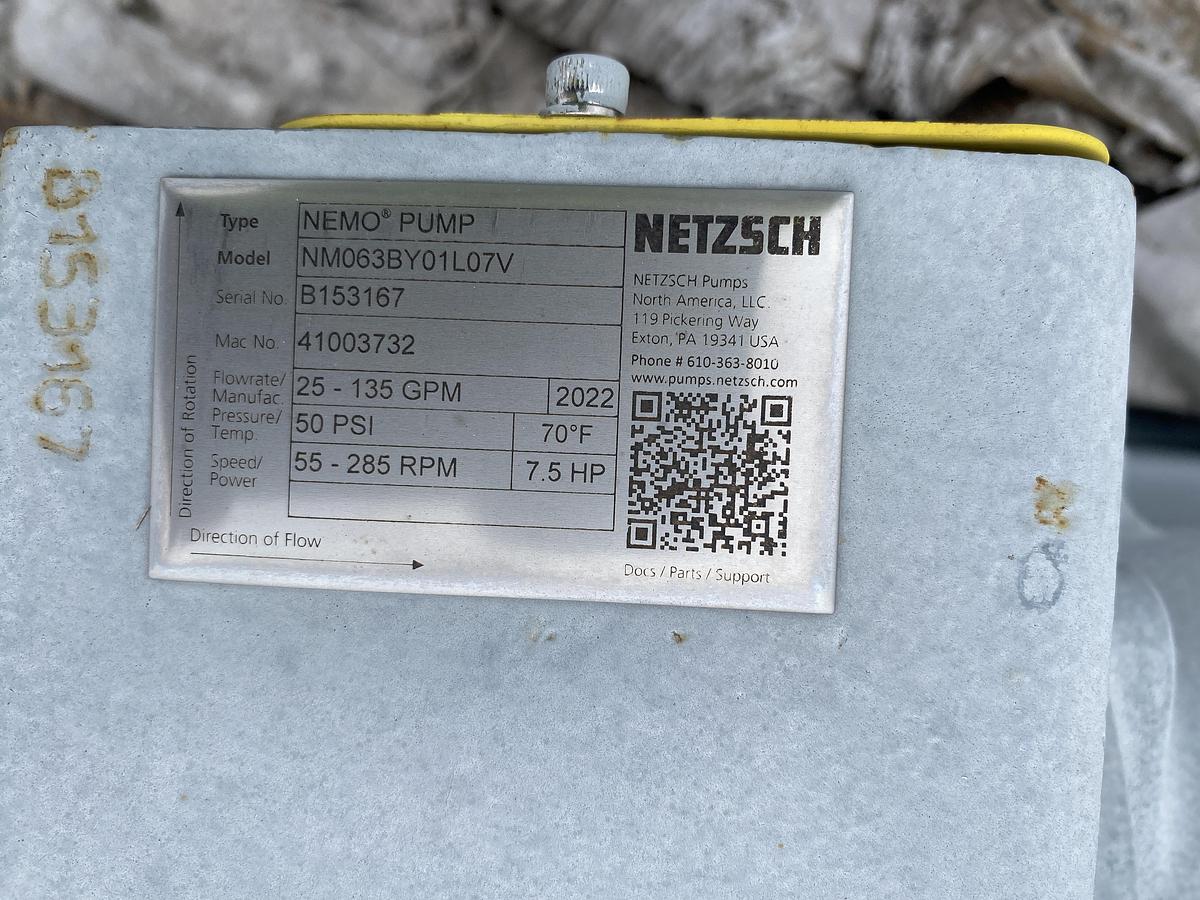 B153167
Type NEMO® PUMP
Model NM063BY01L07V
Serial No. B153167
Mac No. 41003732
Flowrate/ Manufac. 25 - 135 GPM 2022
Pressure/ Temp. 50 PSI 70°F
Speed/ Power 55 - 285 RPM 7.5 HP
Direction of Rotation
Direction of Flow
NETZSCH
NETZSCH Pumps
North America, LLC.
119 Pickering Way
Exton, PA 19341 USA
Phone # 610-363-8010
www.pumps.netzsch.com
Docs / Parts / Support